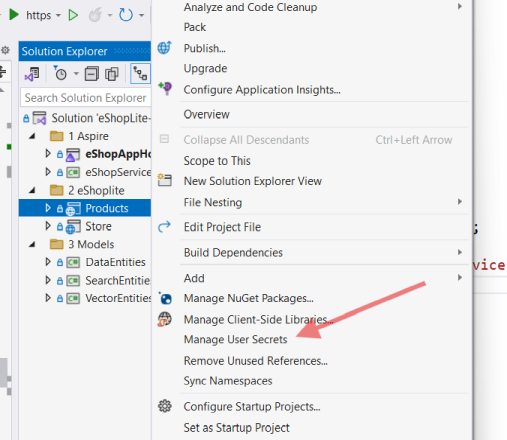 https
Analyze and Code Cleanup
Pack
Publish...
Upgrade
Configure Application Insights...
Overview
Collapse All Descendants Ctrl+Left Arrow
Scope to This
New Solution Explorer View
File Nesting
Edit Project File
Build Dependencies
Add
Manage NuGet Packages...
Manage Client-Side Libraries...
Manage User Secrets
Remove Unused References...
Sync Namespaces
Configure Startup Projects...
Set as Startup Project
Solution Explorer
Search Solution Explorer
Solution 'eShopLite-
1 Aspire
eShopAppHo
eShopService
2 eShoplite
Products
Store
3 Models
DataEntities
SearchEntities
VectorEntities
;
vice